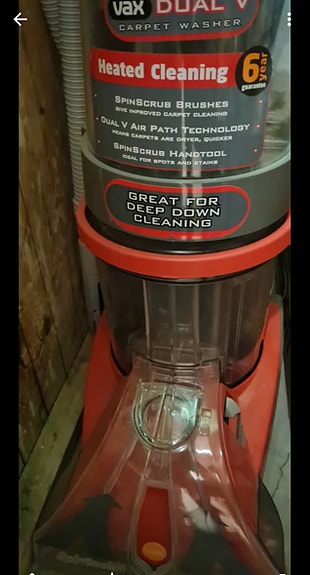 VAX DUAL V
CARPET WASHER
Heated Cleaning
6 year
guarantee
SPINSCRUB BRUSHES
GIVE IMPROVED CARPET CLEANING
DUAL V AIR PATH TECHNOLOGY
MEANS CARPETS ARE DRYER, QUICKER
SPINSCRUB HANDTOOL
IDEAL FOR SPOTS AND STAINS
GREAT FOR
DEEP DOWN
CLEANING